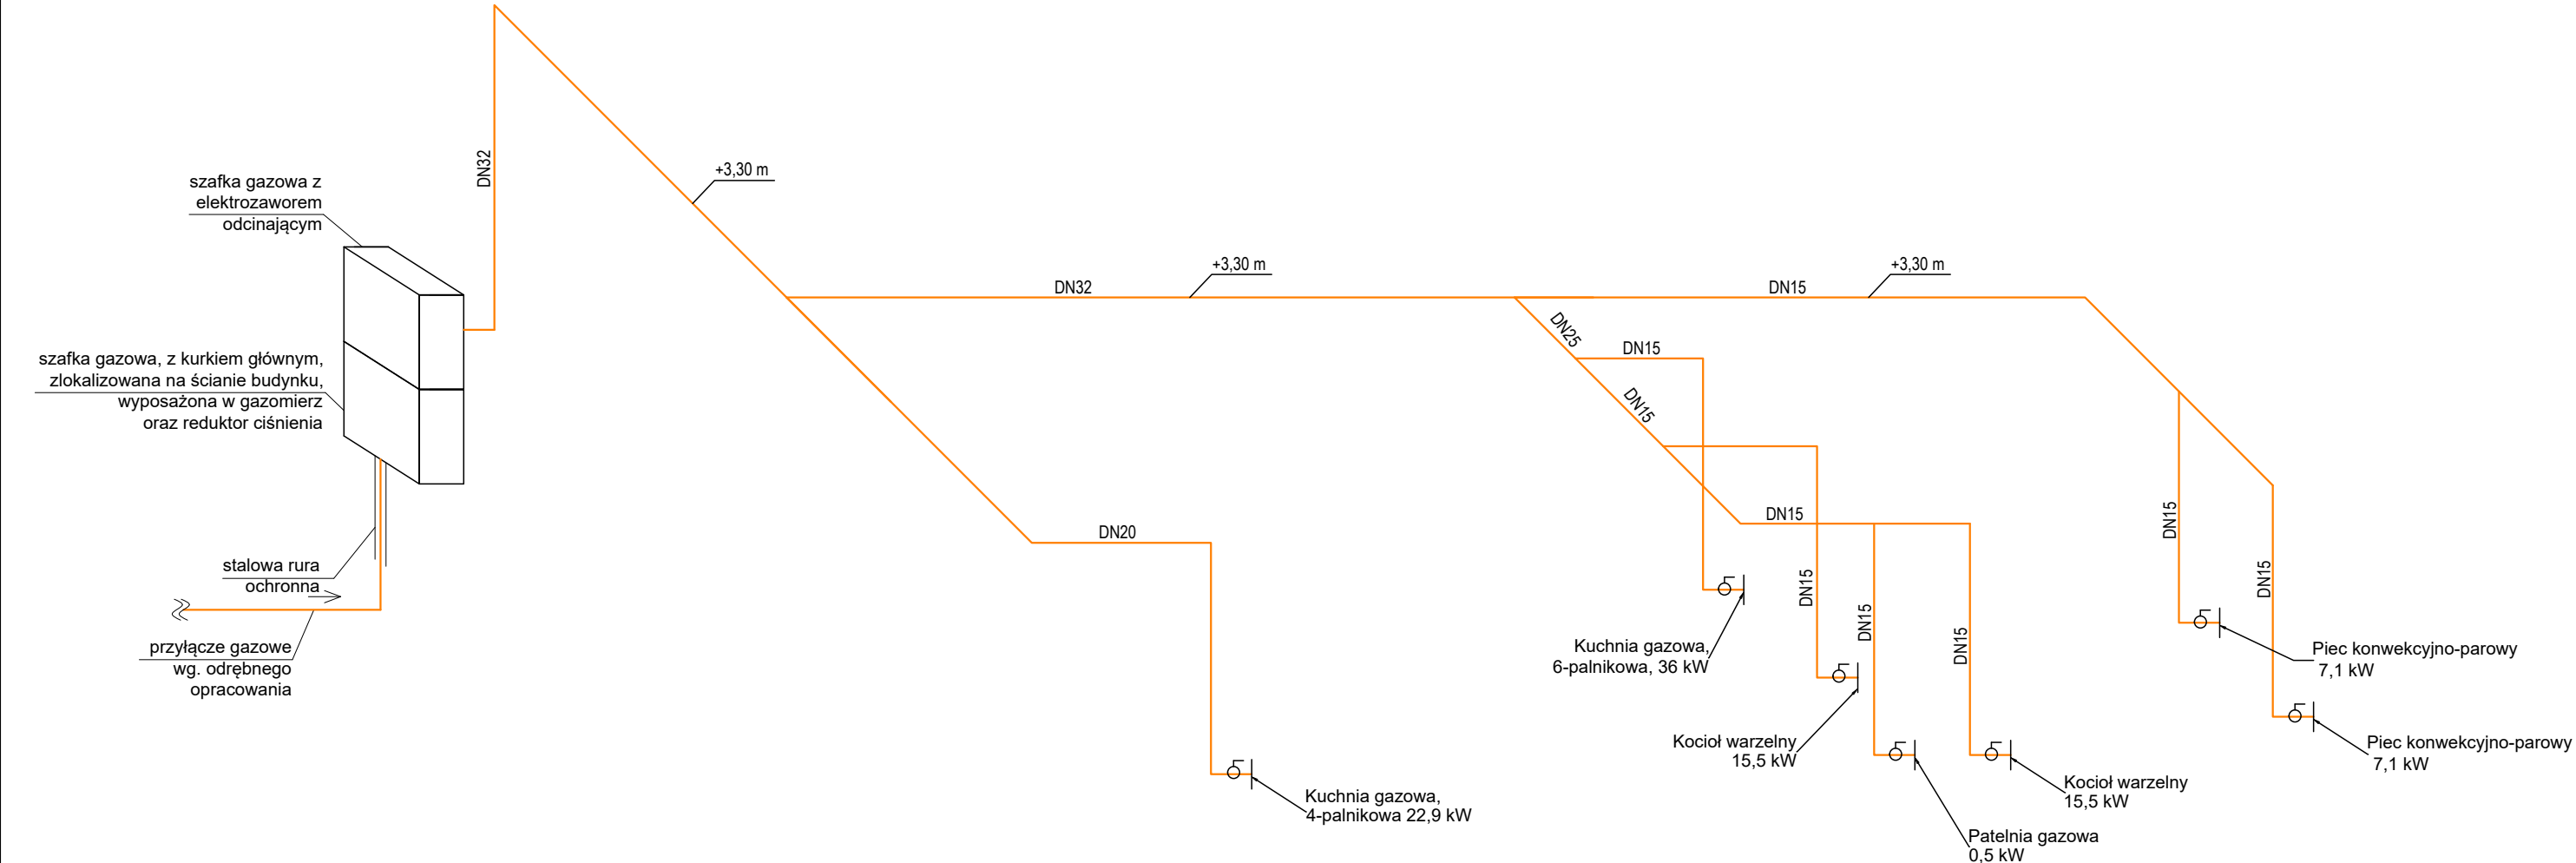 szafka gazowa z
elektrozaworem
odcinającym
szafka gazowa, z kurkiem głównym,
zlokalizowana na ścianie budynku,
wyposażona w gazomierz
oraz reduktor ciśnienia
stalowa rura
ochronna
przyłącze gazowe
wg. odrębnego
opracowania
DN32
+3,30 m
DN32
+3,30 m
DN15
+3,30 m
DN25
DN15
DN15
DN15
DN20
DN15
DN15
DN15
DN15
DN15
Kuchnia gazowa,
4-palnikowa 22,9 kW
Kuchnia gazowa,
6-palnikowa, 36 kW
Kocioł warzelny
15,5 kW
Patelnia gazowa
0,5 kW
Kocioł warzelny
15,5 kW
Piec konwekcyjno-parowy
7,1 kW
Piec konwekcyjno-parowy
7,1 kW